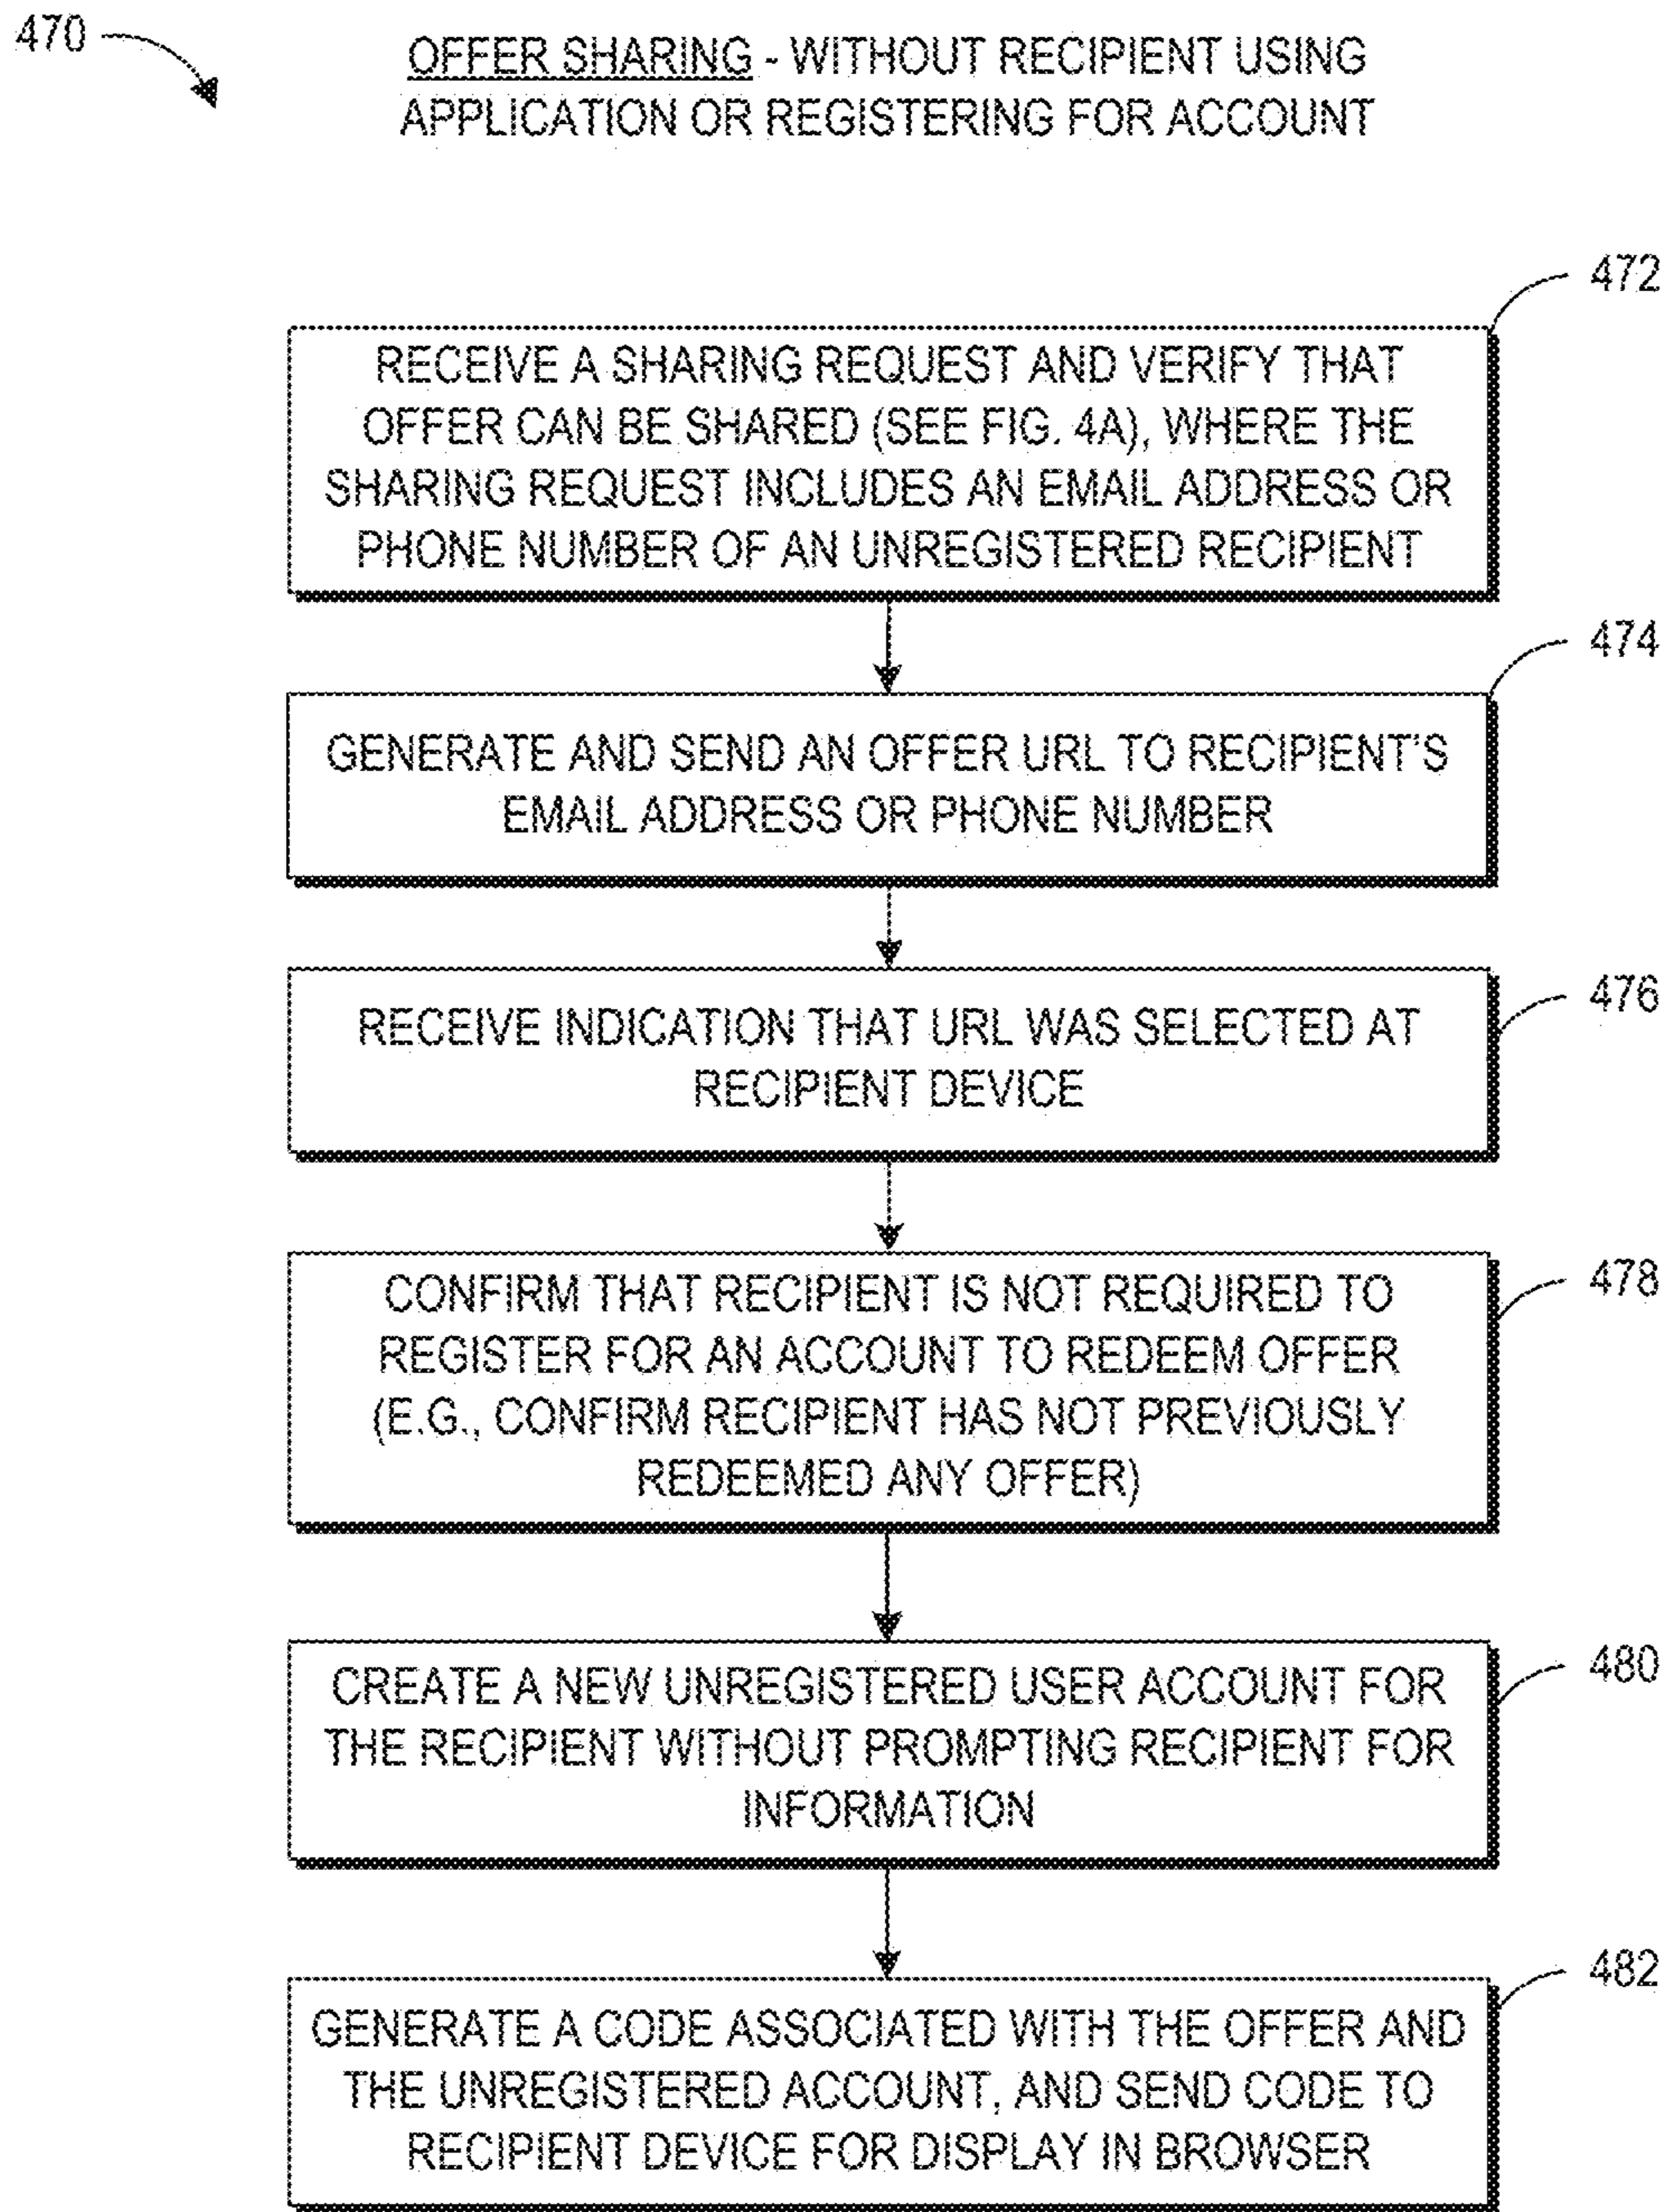 470
OFFER SHARING - WITHOUT RECIPIENT USING
APPLICATION OR REGISTERING FOR ACCOUNT
472
RECEIVE A SHARING REQUEST AND VERIFY THAT
OFFER CAN BE SHARED (SEE FIG. 4A), WHERE THE
SHARING REQUEST INCLUDES AN EMAIL ADDRESS OR
PHONE NUMBER OF AN UNREGISTERED RECIPIENT
474
GENERATE AND SEND AN OFFER URL TO RECIPIENT'S
EMAIL ADDRESS OR PHONE NUMBER
476
RECEIVE INDICATION THAT URL WAS SELECTED AT
RECIPIENT DEVICE
478
CONFIRM THAT RECIPIENT IS NOT REQUIRED TO
REGISTER FOR AN ACCOUNT TO REDEEM OFFER
(E.G., CONFIRM RECIPIENT HAS NOT PREVIOUSLY
REDEEMED ANY OFFER)
480
CREATE A NEW UNREGISTERED USER ACCOUNT FOR
THE RECIPIENT WITHOUT PROMPTING RECIPIENT FOR
INFORMATION
482
GENERATE A CODE ASSOCIATED WITH THE OFFER AND
THE UNREGISTERED ACCOUNT, AND SEND CODE TO
RECIPIENT DEVICE FOR DISPLAY IN BROWSER